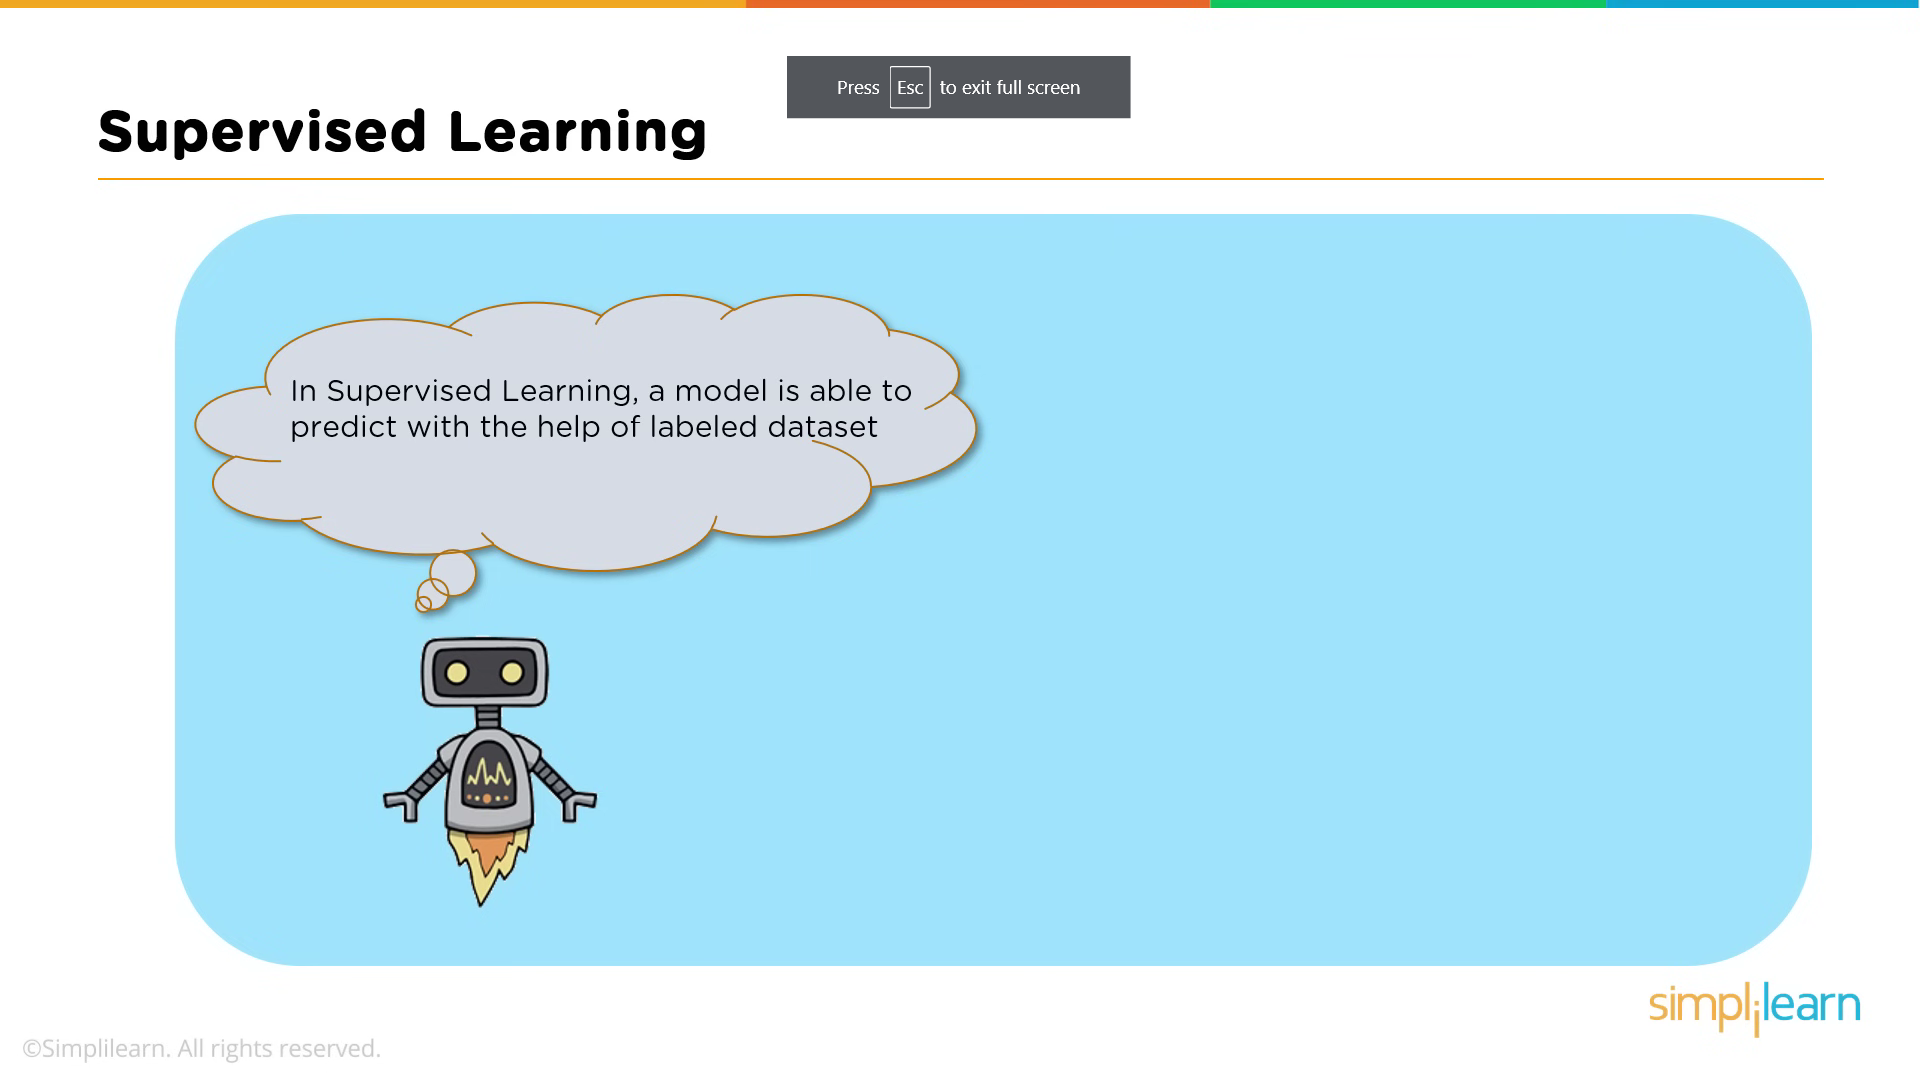 Press Esc to exit full screen
Supervised Learning
In Supervised Learning, a model is able to
predict with the help of labeled dataset
simplilearn
©Simplilearn. All rights reserved.